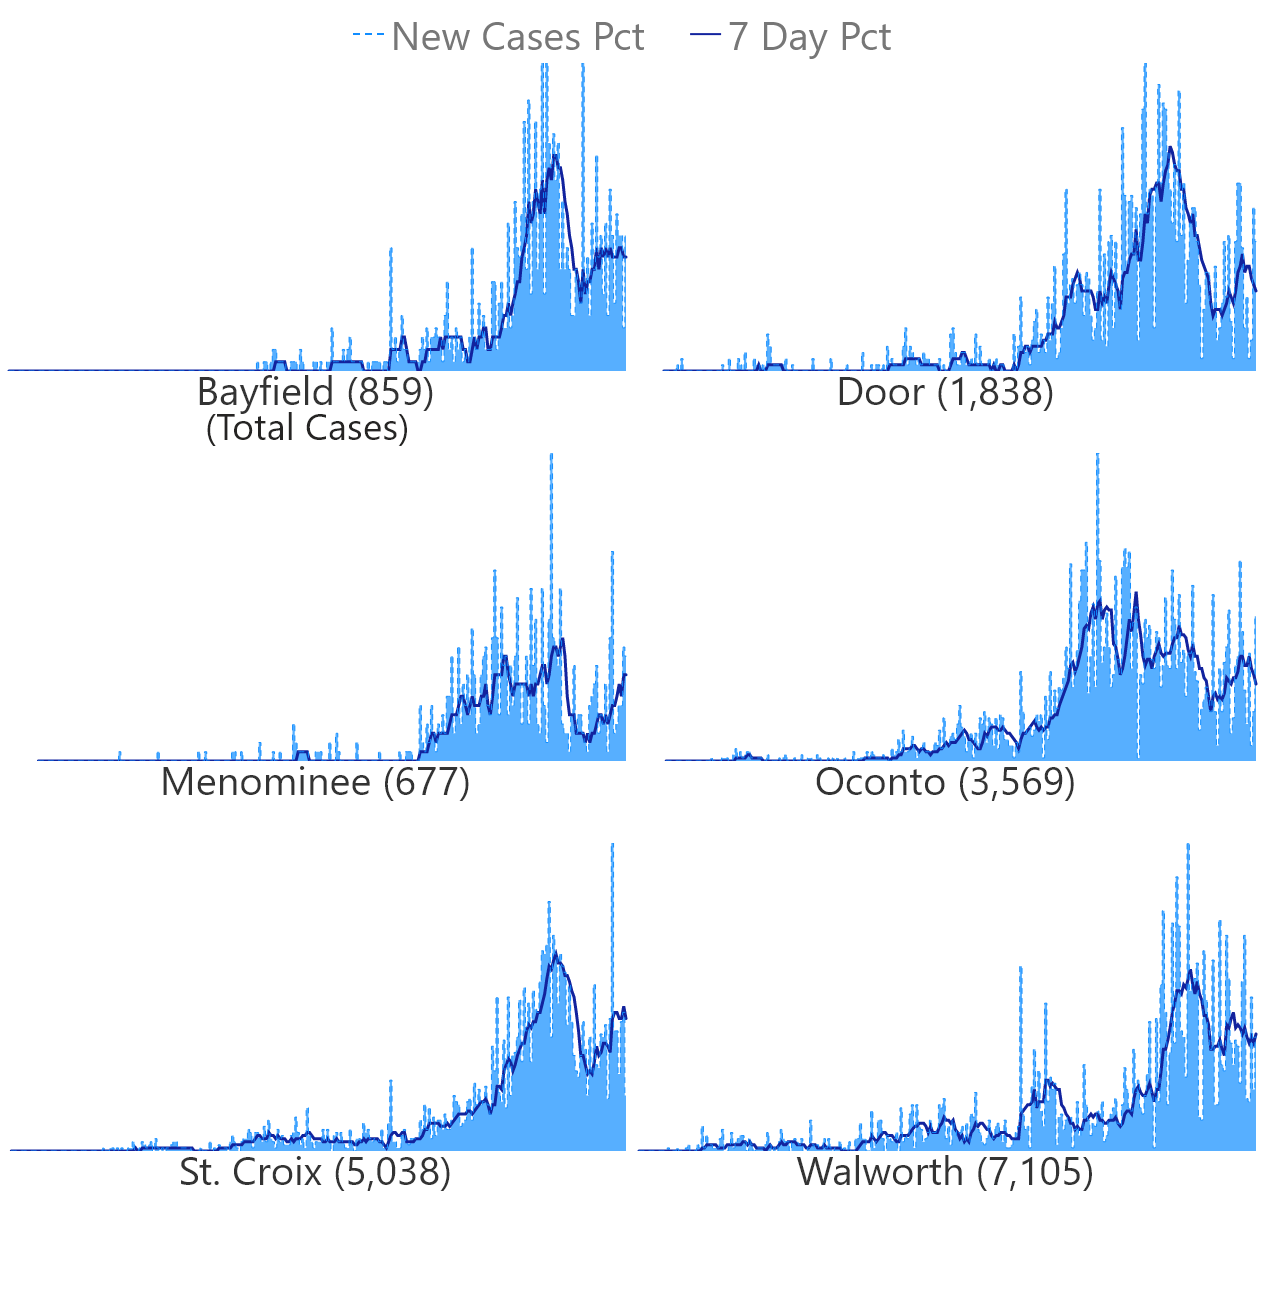 New Cases Pct 7 Day Pct
Bayfield (859) Door (1,838)
(Total Cases)
Menominee (677) Oconto (3,569)
St. Croix (5,038) Walworth (7,105)